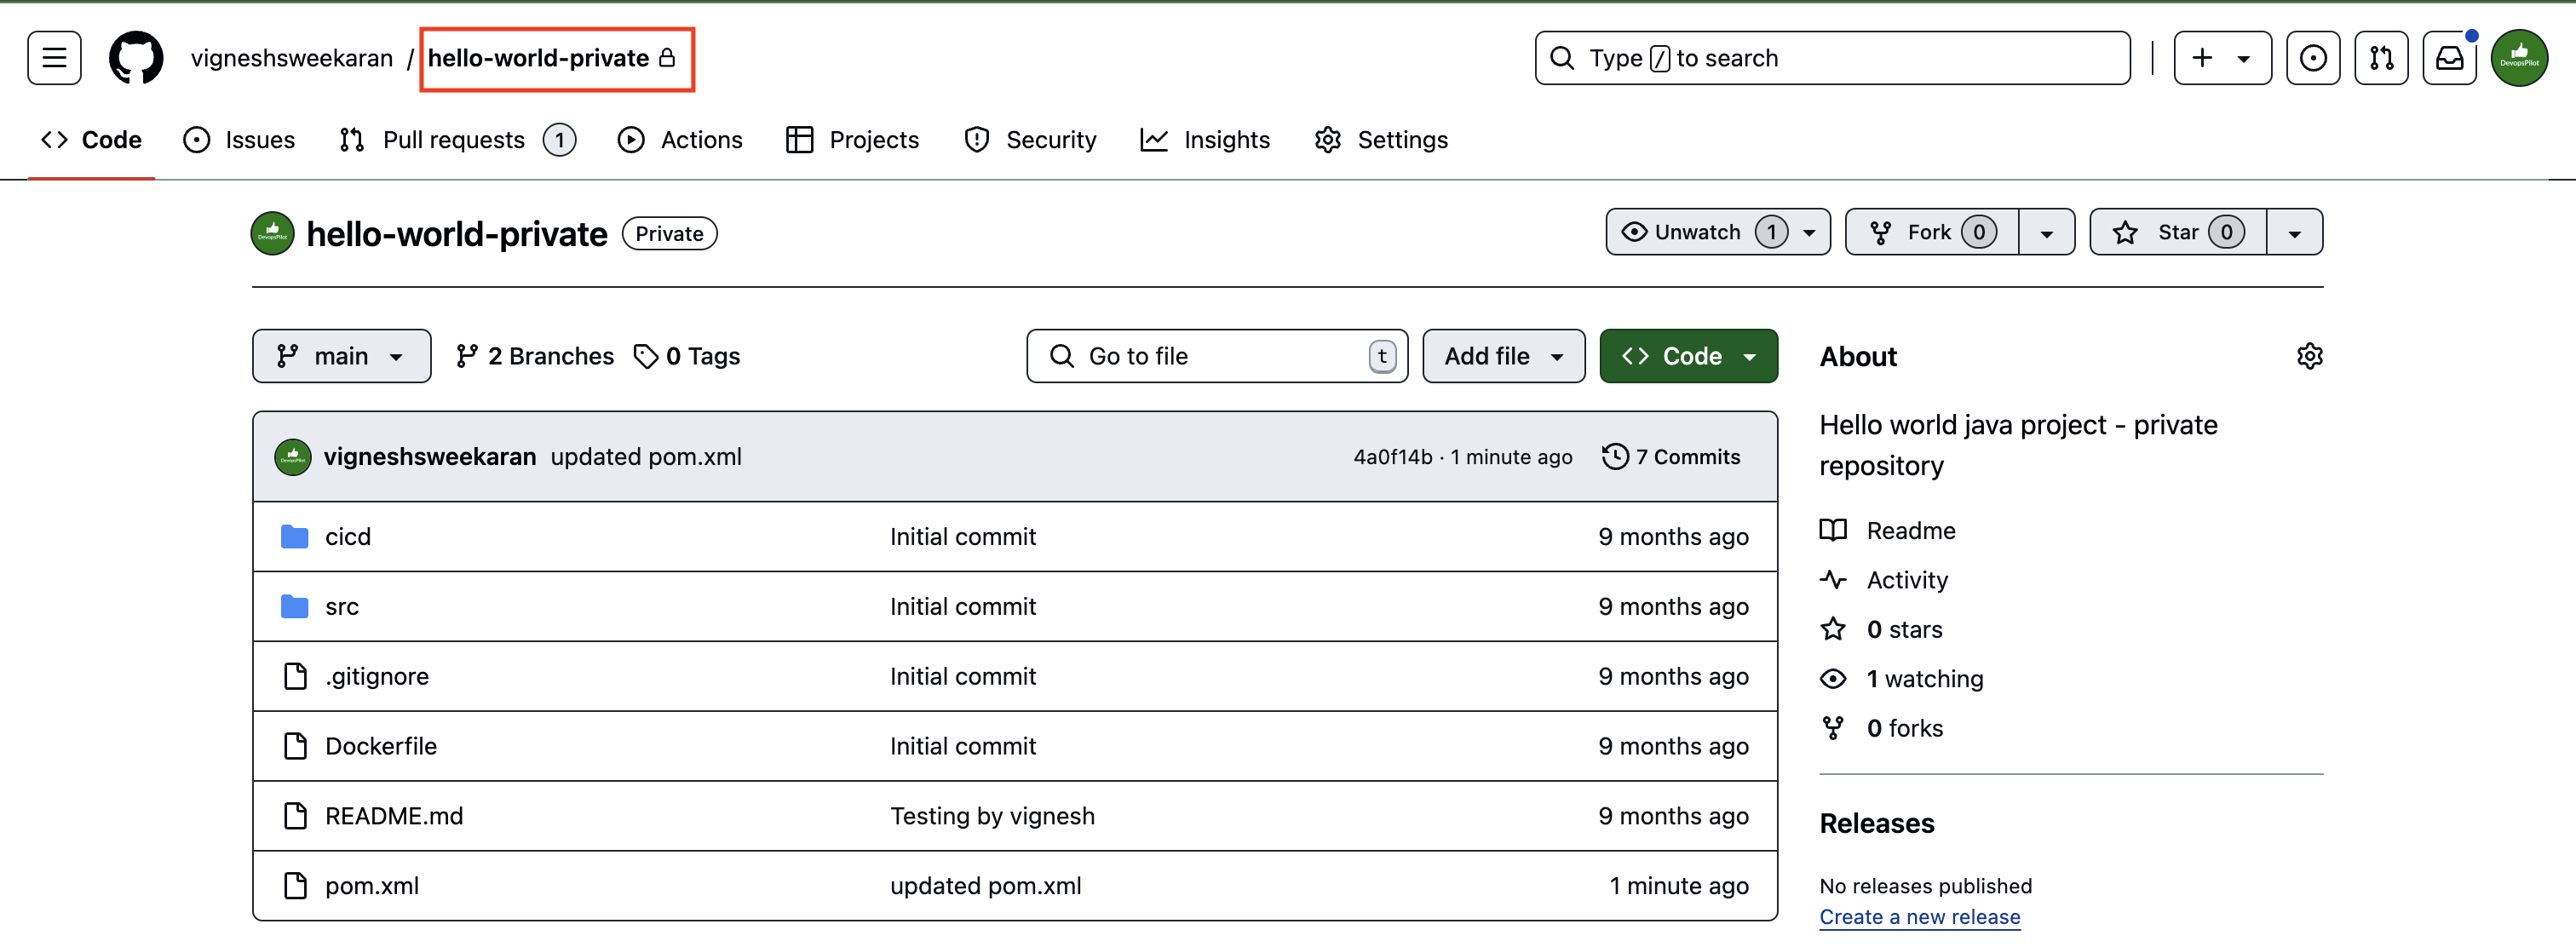 vigneshsweekaran / hello-world-private
Type / to search
DevopsPilot
Code Issues Pull requests 1 Actions Projects Security Insights Settings
DevopsPilot
hello-world-private Private
Unwatch 1 Fork 0 Star 0
main 2 Branches 0 Tags
Go to file t Add file Code
DevopsPilot
vigneshsweekaran updated pom.xml 4a0f14b · 1 minute ago 7 Commits
cicd Initial commit 9 months ago
src Initial commit 9 months ago
.gitignore Initial commit 9 months ago
Dockerfile Initial commit 9 months ago
README.md Testing by vignesh 9 months ago
pom.xml updated pom.xml 1 minute ago
About
Hello world java project - private
repository
Readme
Activity
0 stars
1 watching
0 forks
Releases
No releases published
Create a new release